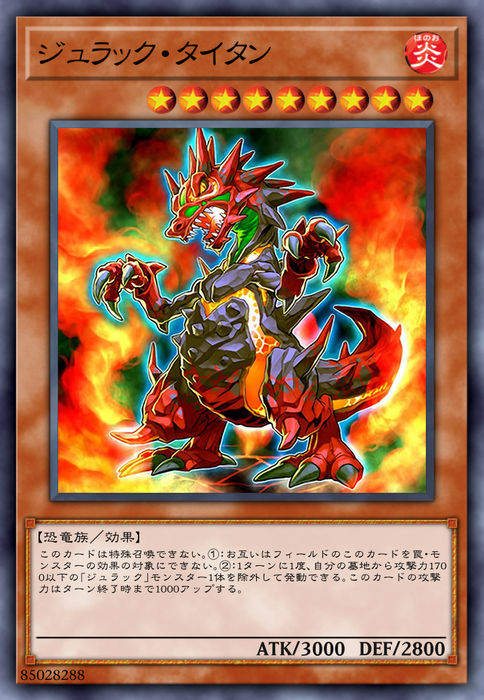 ジュラック・タイタン
ほのお
炎
【恐竜族／効果】
このカードは特殊召喚できない。①：お互いはフィールドのこのカードを罠・モ
ンスターの効果の対象にできない。②：1ターンに1度、自分の墓地から攻撃力170
0以下の「ジュラック」モンスター1体を除外して発動できる。このカードの攻撃
力はターン終了時まで1000アップする。
ATK/3000 DEF/2800
85028288